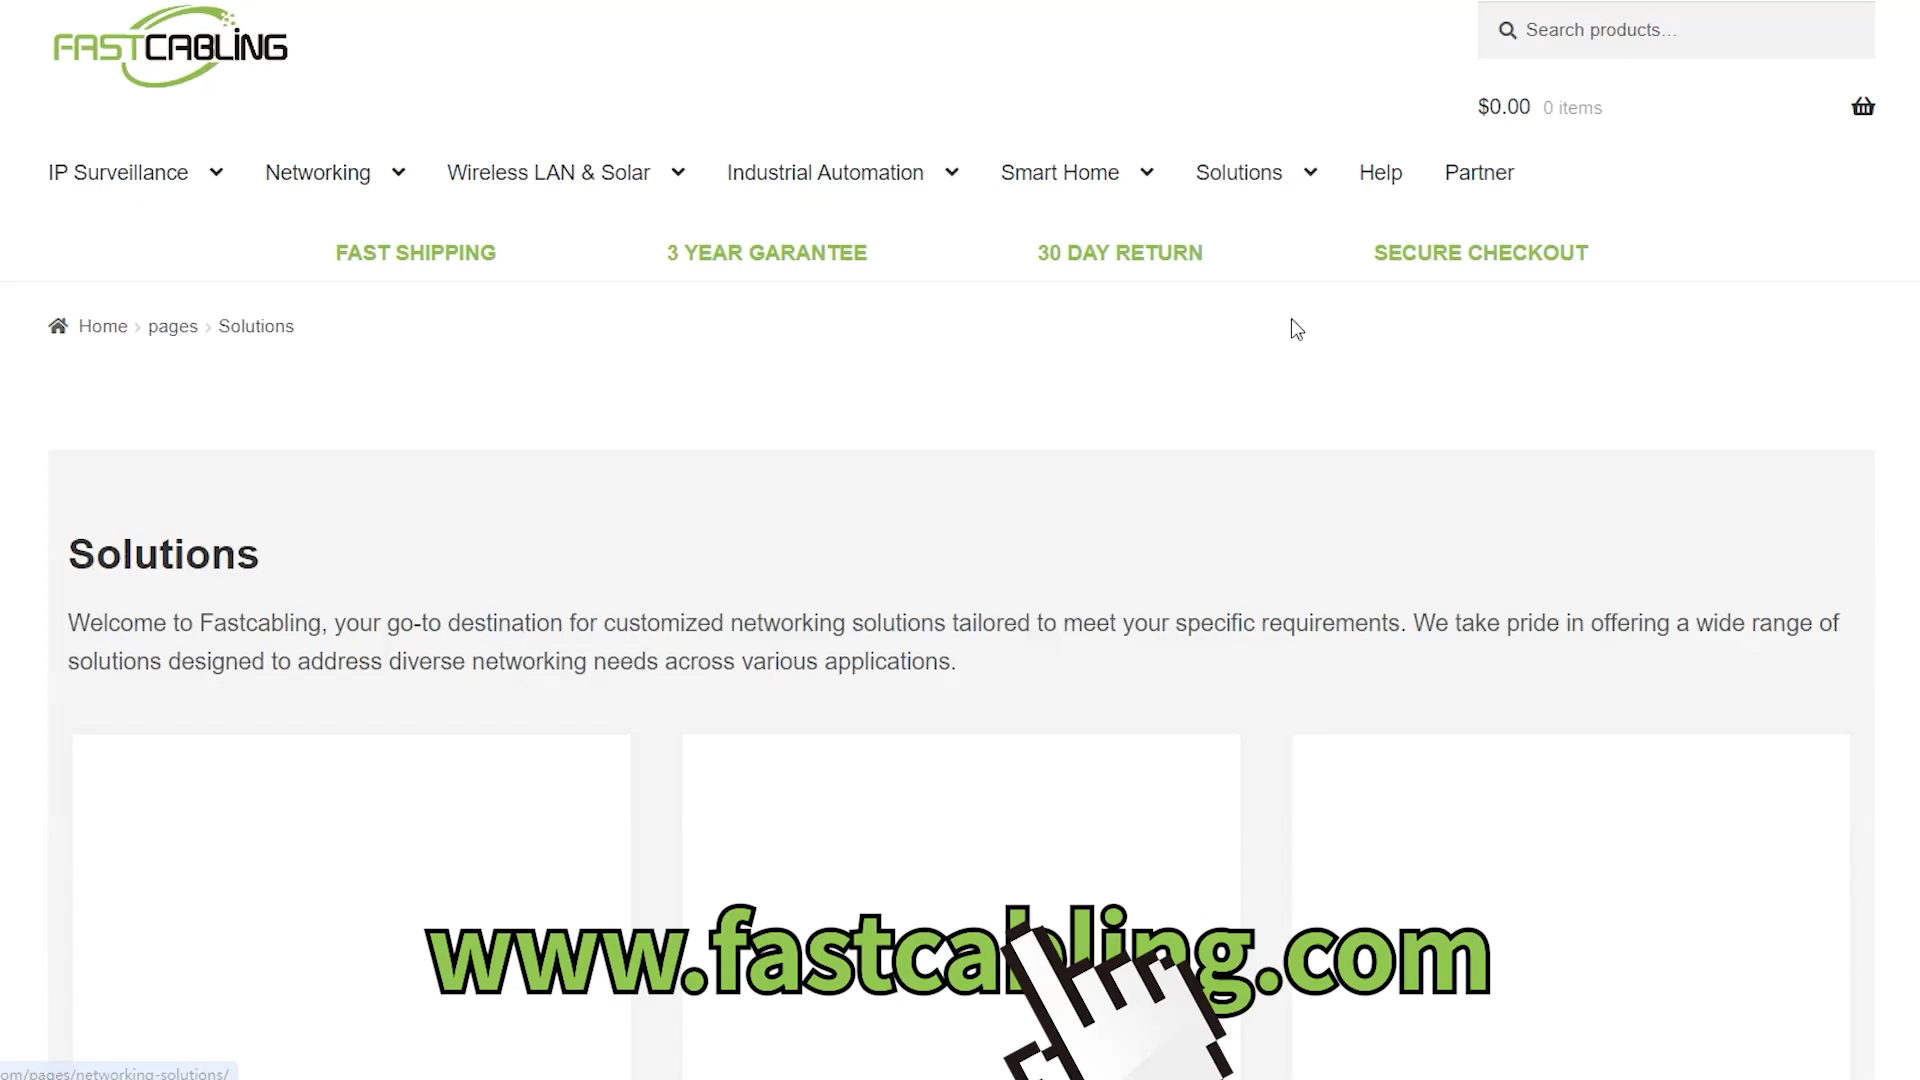 FASTCABLING
Search products...
$0.00 0 items
IP Surveillance Networking Wireless LAN & Solar Industrial Automation Smart Home Solutions Help Partner
FAST SHIPPING 3 YEAR GARANTEE 30 DAY RETURN SECURE CHECKOUT
Home › pages › Solutions
Solutions
Welcome to Fastcabling, your go-to destination for customized networking solutions tailored to meet your specific requirements. We take pride in offering a wide range of
solutions designed to address diverse networking needs across various applications.
www.fastcabling.com
om/pages/networking-solutions/